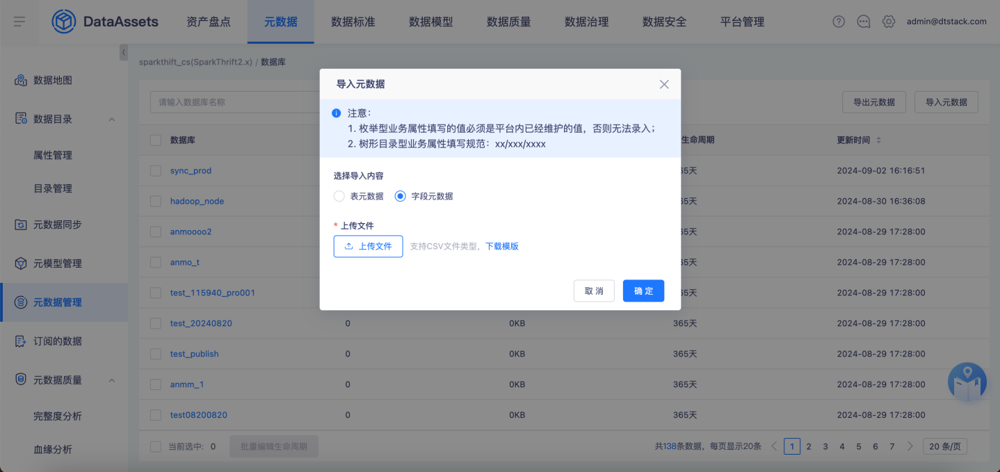 DataAssets 资产盘点 元数据 数据标准 数据模型 数据质量 数据治理 数据安全 平台管理 admin@dtstack.com
数据地图
数据目录
属性管理
目录管理
元数据同步
元模型管理
元数据管理
订阅的数据
元数据质量
完整度分析
血缘分析
sparkthift_cs(SparkThrift2.x) / 数据库
请输入数据库名称 导出元数据 导入元数据
数据库 生命周期 更新时间
sync_prod 65天 2024-09-02 16:16:51
hadoop_node 65天 2024-08-30 16:36:08
anmoooo2 65天 2024-08-29 17:28:00
anmo_t 65天 2024-08-29 17:28:00
test_115940_pro001 65天 2024-08-29 17:28:00
test_20240820 0 0KB 365天 2024-08-29 17:28:00
test_publish 0 0KB 365天 2024-08-29 17:28:00
anmm_1 0 0KB 365天 2024-08-29 17:28:00
test08200820 0 0KB 365天 2024-08-29 17:28:00
当前选中: 0 批量编辑生命周期 共138条数据，每页显示20条 1 2 3 4 5 6 7 20 条/页
导入元数据
注意：
1. 枚举型业务属性填写的值必须是平台内已经维护的值，否则无法录入；
2. 树形目录型业务属性填写规范：xx/xxx/xxxx
选择导入内容
表元数据 字段元数据
* 上传文件
上传文件 支持CSV文件类型，下载模版
取 消 确 定